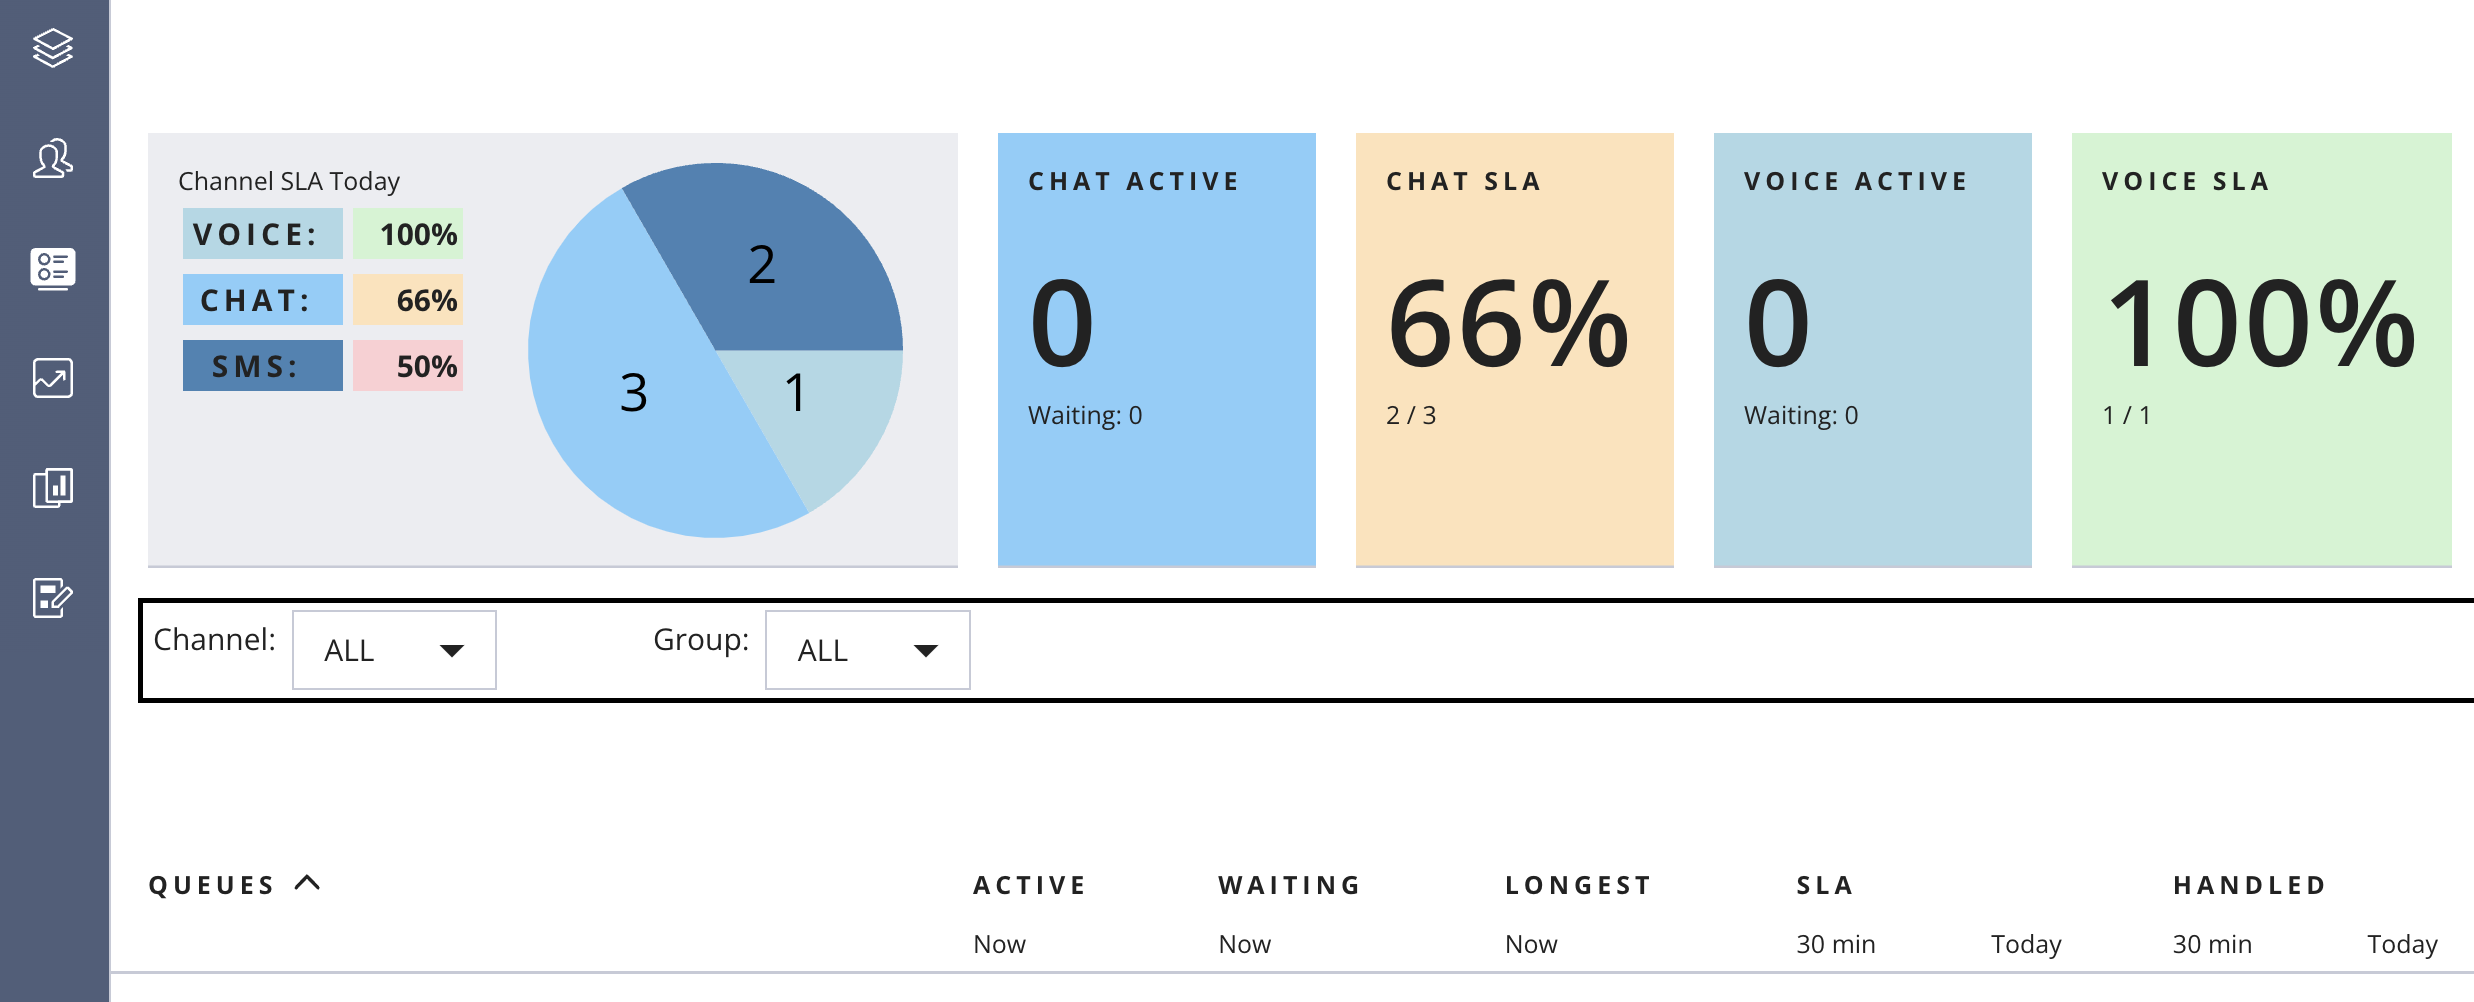 Channel SLA Today
VOICE: 100%
CHAT: 66%
SMS: 50%
2
3
1
CHAT ACTIVE
0
Waiting: 0
CHAT SLA
66%
2 / 3
VOICE ACTIVE
0
Waiting: 0
VOICE SLA
100%
1 / 1
Channel: ALL Group: ALL
QUEUES ACTIVE WAITING LONGEST SLA HANDLED
Now Now Now 30 min Today 30 min Today